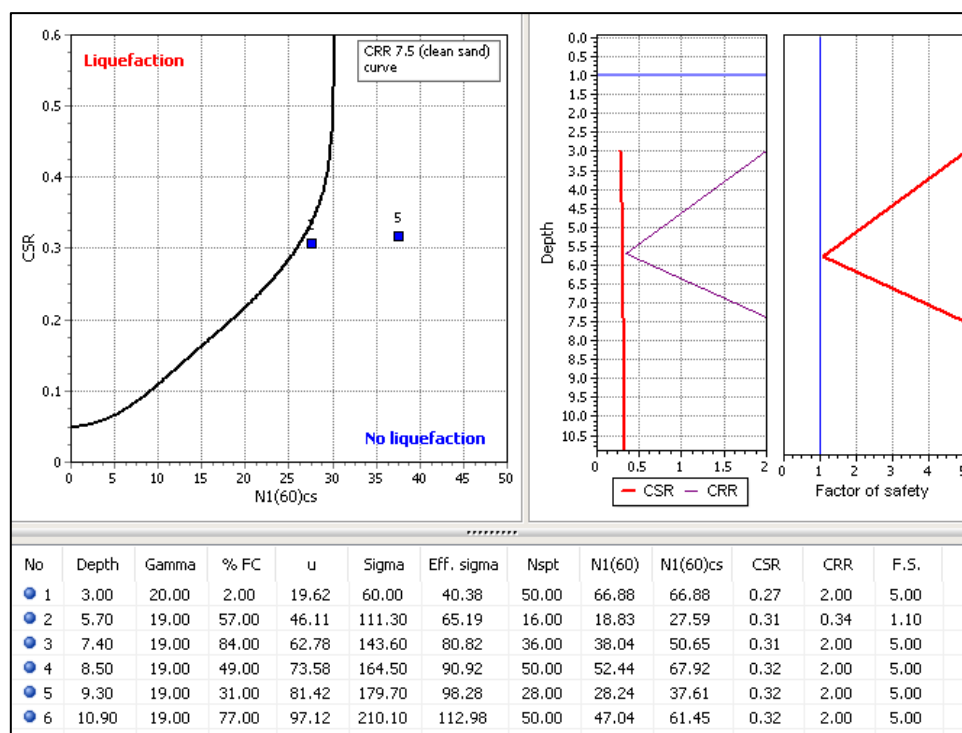 0.6
0.5
0.4
0.3
0.2
0.1
0
Liquefaction
CRR 7.5 (clean sand)
curve
5
No liquefaction
CSR
0 5 10 15 20 25 30 35 40 45 50
N1(60)cs
Depth
0.0
0.5
1.0
1.5
2.0
2.5
3.0
3.5
4.0
4.5
5.0
5.5
6.0
6.5
7.0
7.5
8.0
8.5
9.0
9.5
10.0
10.5
0 0.5 1 1.5 2
CSR CRR
0 1 2 3 4 5
Factor of safety
No Depth Gamma % FC u Sigma Eff. sigma Nspt N1(60) N1(60)cs CSR CRR F.S.
1 3.00 20.00 2.00 19.62 60.00 40.38 50.00 66.88 66.88 0.27 2.00 5.00
2 5.70 19.00 57.00 46.11 111.30 65.19 16.00 18.83 27.59 0.31 0.34 1.10
3 7.40 19.00 84.00 62.78 143.60 80.82 36.00 38.04 50.65 0.31 2.00 5.00
4 8.50 19.00 49.00 73.58 164.50 90.92 50.00 52.44 67.92 0.32 2.00 5.00
5 9.30 19.00 31.00 81.42 179.70 98.28 28.00 28.24 37.61 0.32 2.00 5.00
6 10.90 19.00 77.00 97.12 210.10 112.98 50.00 47.04 61.45 0.32 2.00 5.00